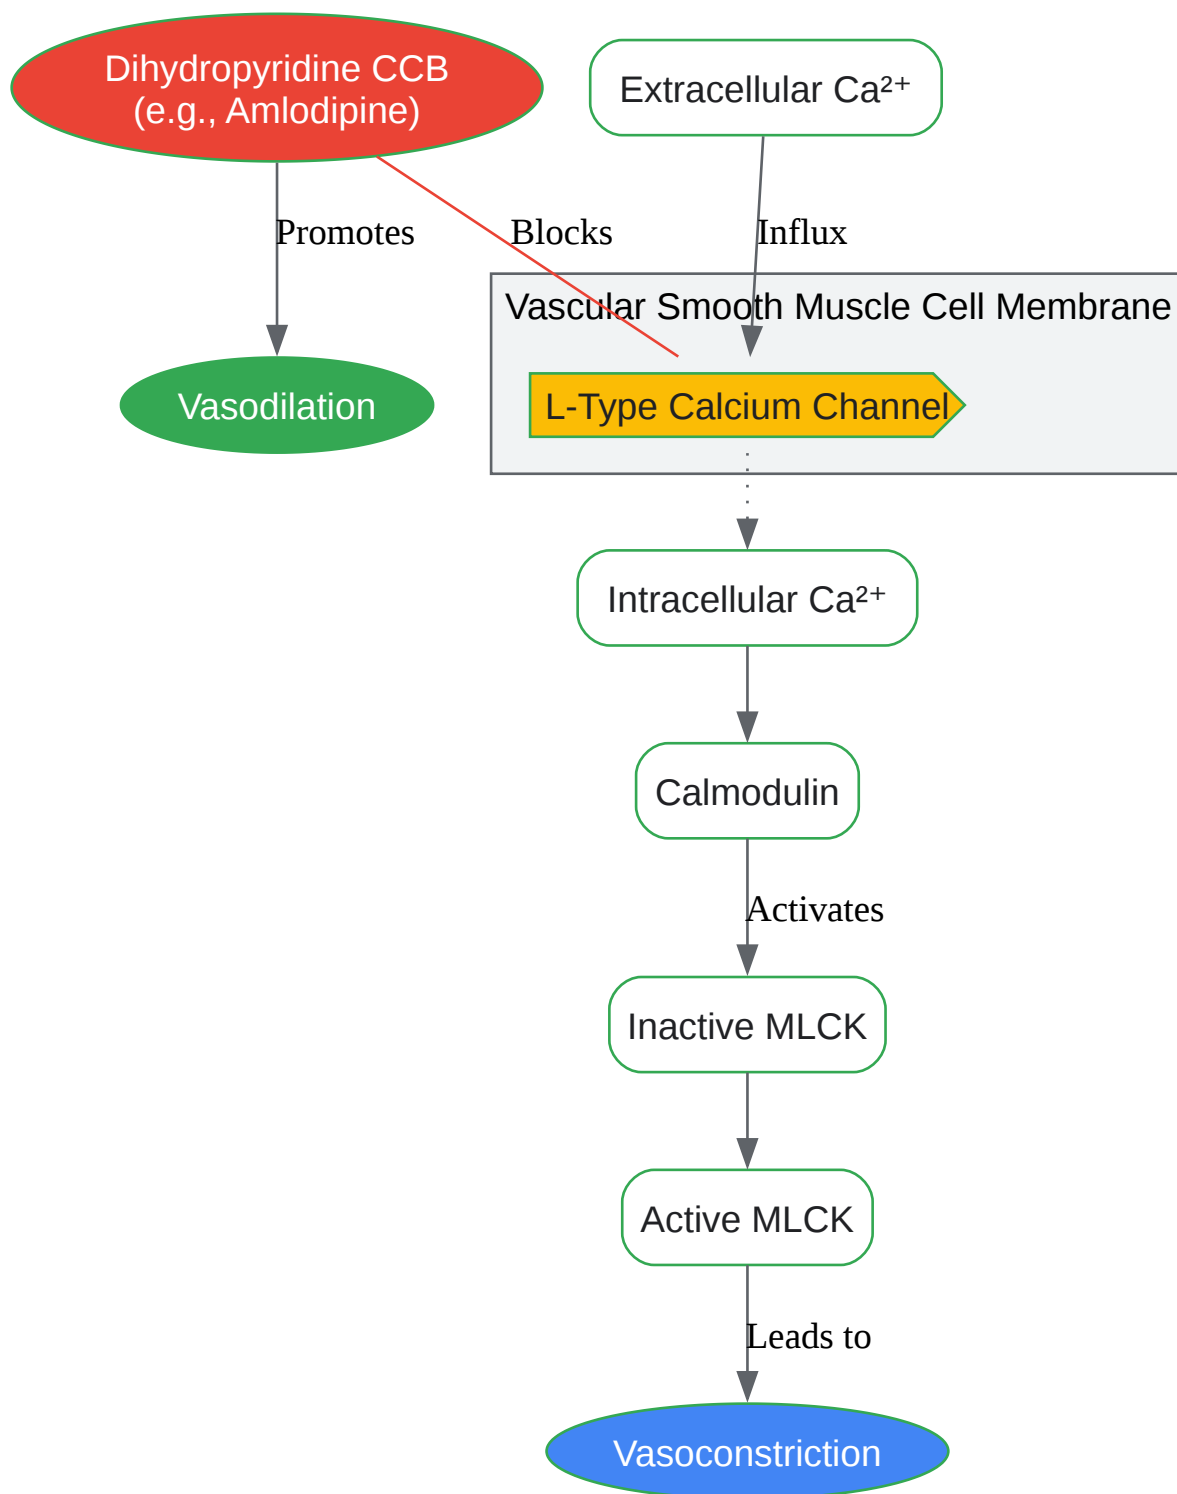 Dihydropyridine CCB
(e.g., Amlodipine)
Extracellular Ca²⁺
Promotes
Blocks
Influx
Vascular Smooth Muscle Cell Membrane
Vasodilation
L-Type Calcium Channel
Intracellular Ca²⁺
Calmodulin
Activates
Inactive MLCK
Active MLCK
Leads to
Vasoconstriction